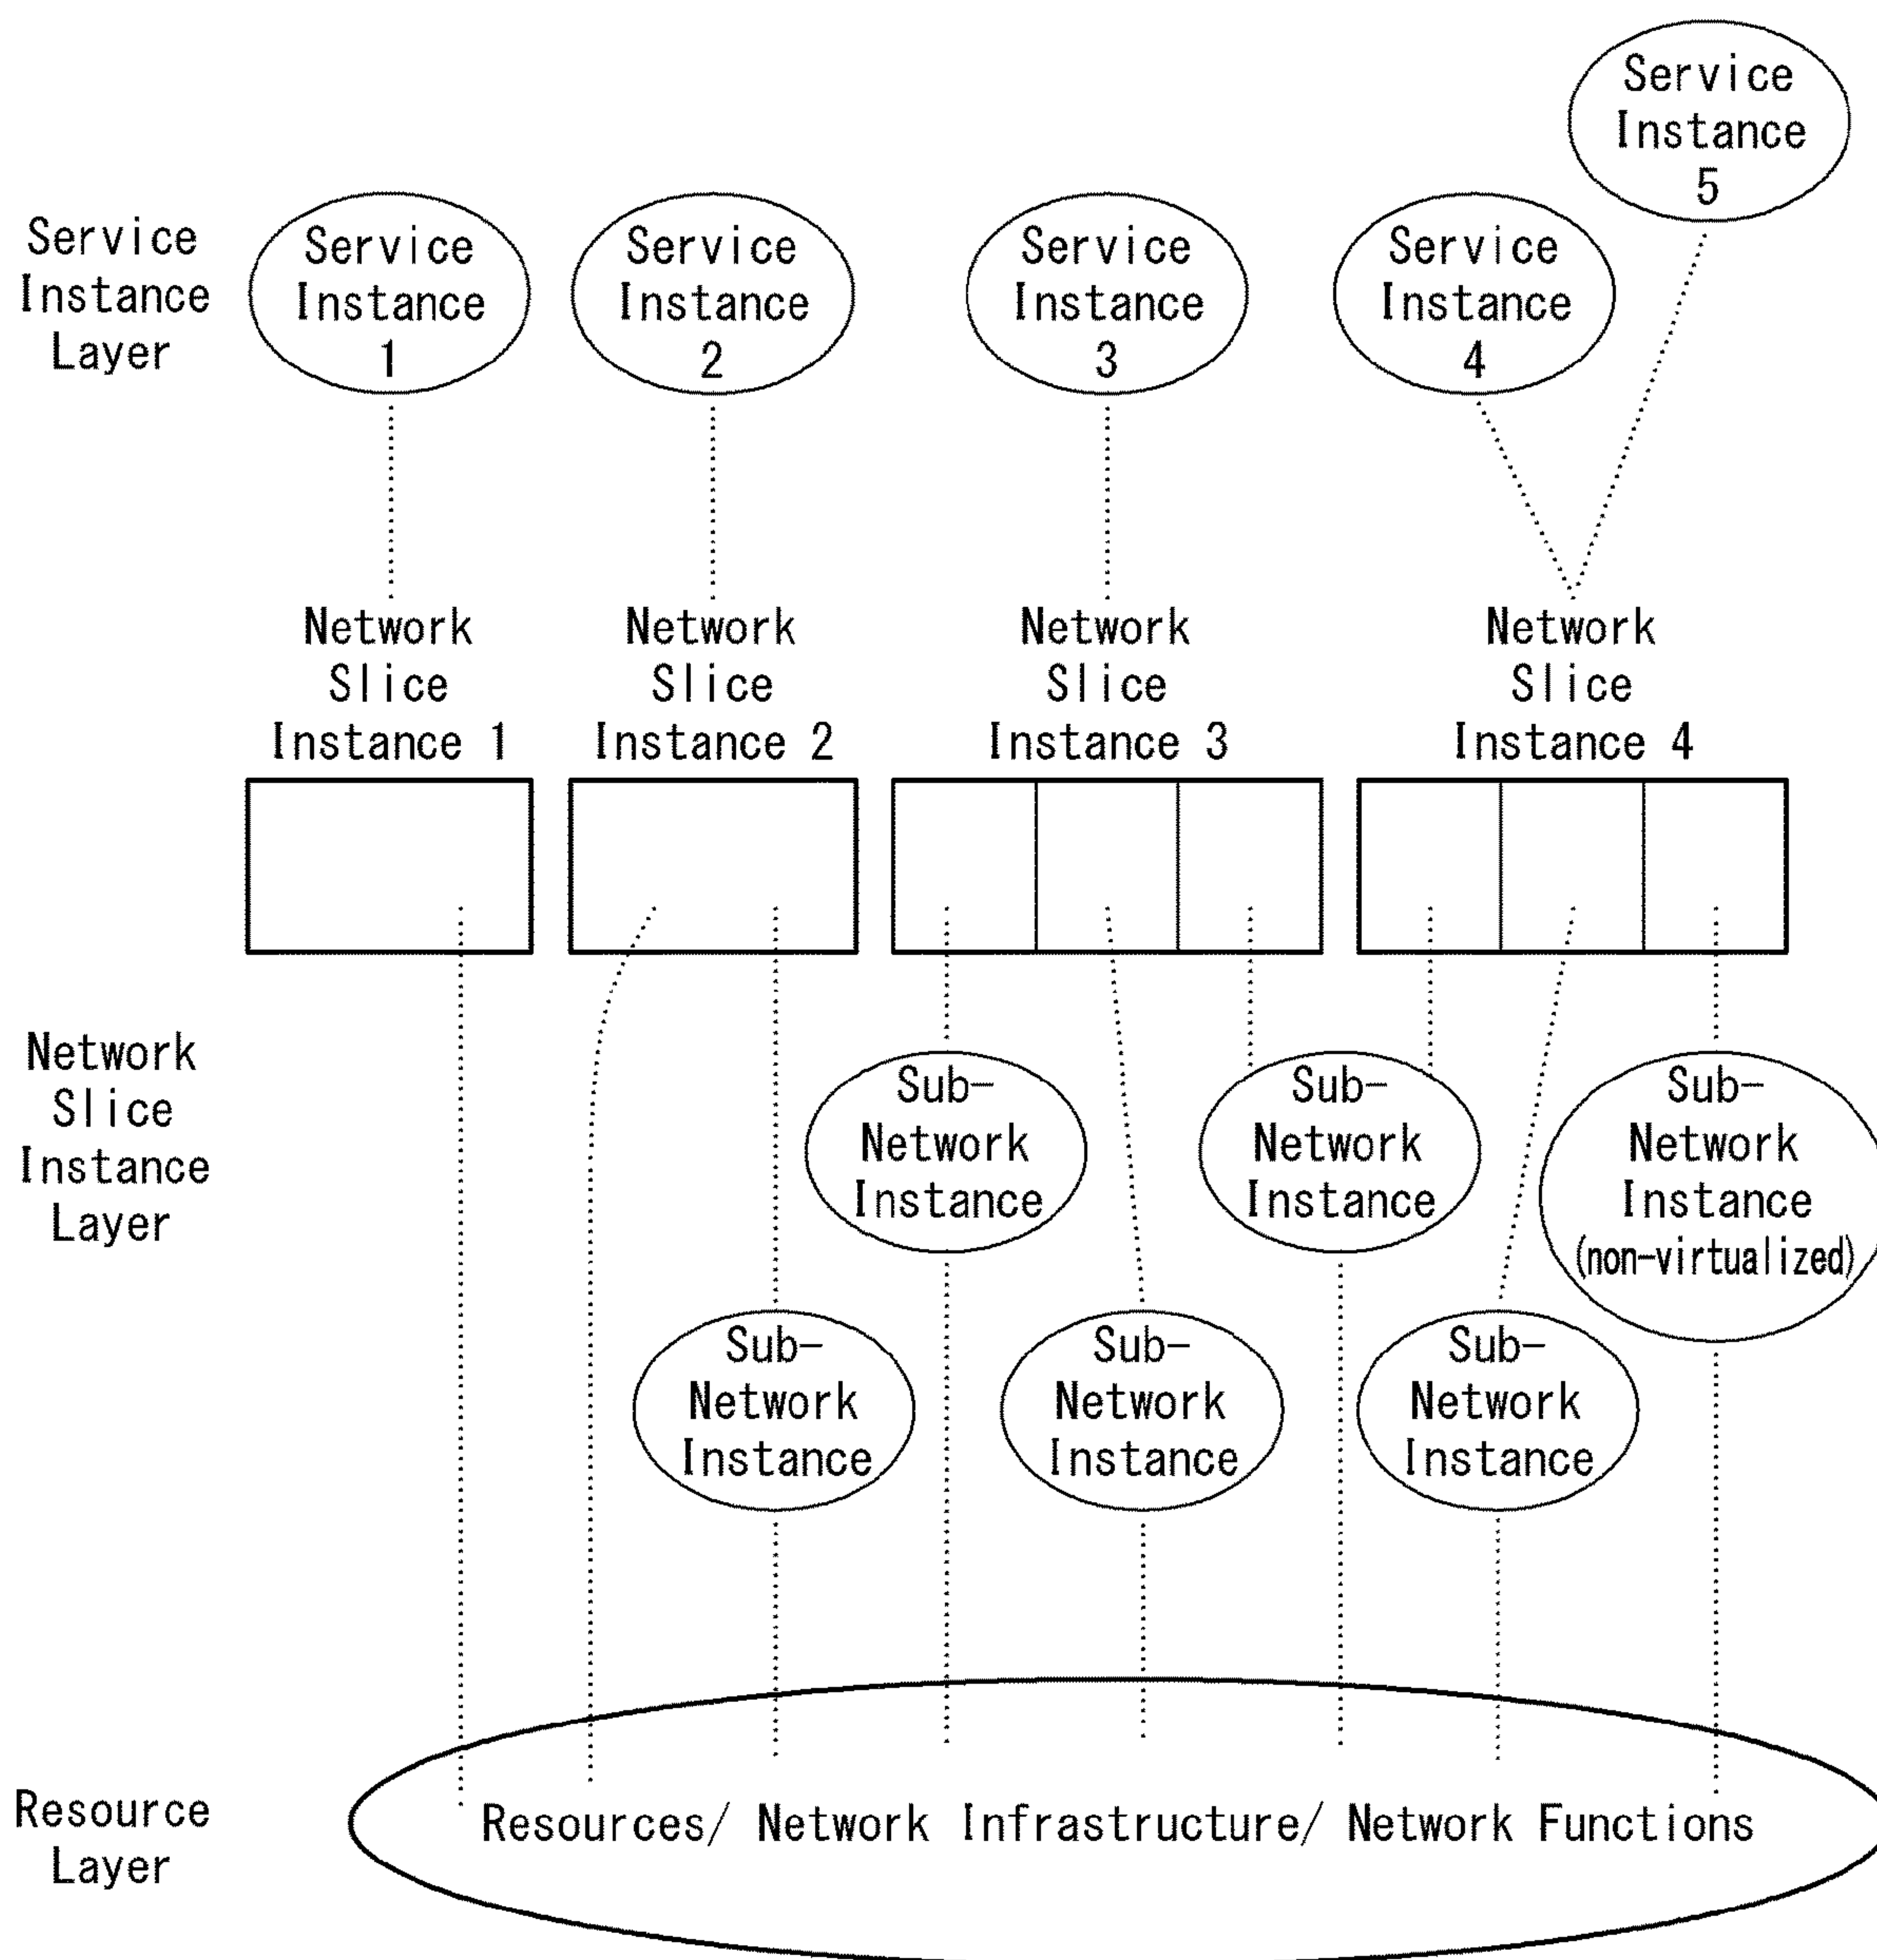 Service
Instance
5
Service
Instance
Layer
Service
Instance
1
Service
Instance
2
Service
Instance
3
Service
Instance
4
Network
Slice
Instance 1
Network
Slice
Instance 2
Network
Slice
Instance 3
Network
Slice
Instance 4
Network
Slice
Instance
Layer
Sub-
Network
Instance
Sub-
Network
Instance
Sub-
Network
Instance
(non-virtualized)
Sub-
Network
Instance
Sub-
Network
Instance
Sub-
Network
Instance
Resource
Layer
Resources/ Network Infrastructure/ Network Functions